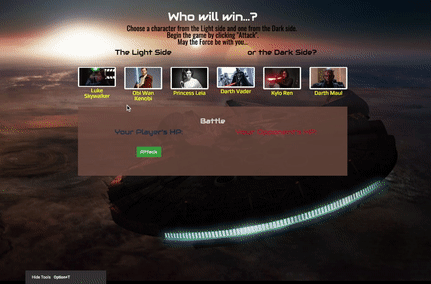 Who will win...?
Choose a character from the Light side and one from the Dark side.
Begin the game by clicking "Attack".
May the Force be with you...
The Light Side or the Dark Side?
Luke Skywalker
Obi Wan Kenobi
Princess Leia
Darth Vader
Kylo Ren
Darth Maul
Battle
Your Player's HP
Attack
Hide Tools Option+T